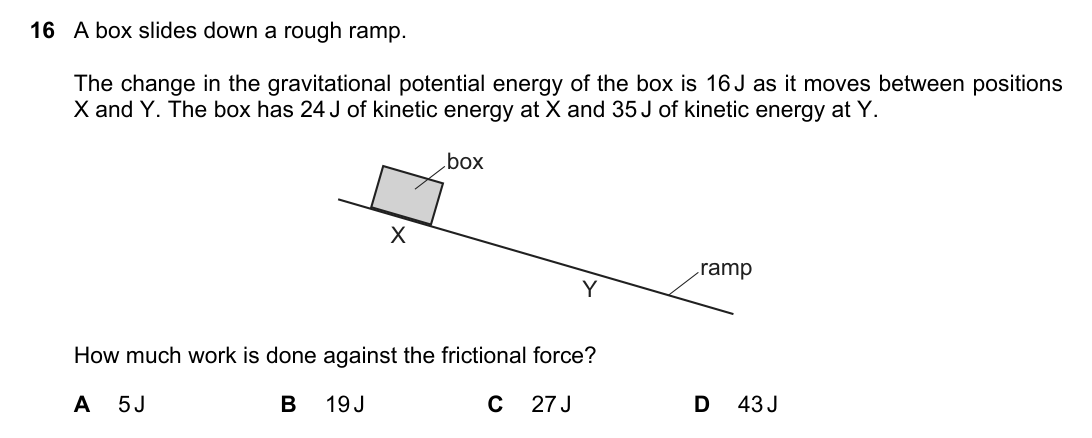 16 A box slides down a rough ramp.
The change in the gravitational potential energy of the box is 16 J as it moves between positions
X and Y. The box has 24 J of kinetic energy at X and 35 J of kinetic energy at Y.
box
X
ramp
Y
How much work is done against the frictional force?
A 5 J B 19 J C 27 J D 43 J